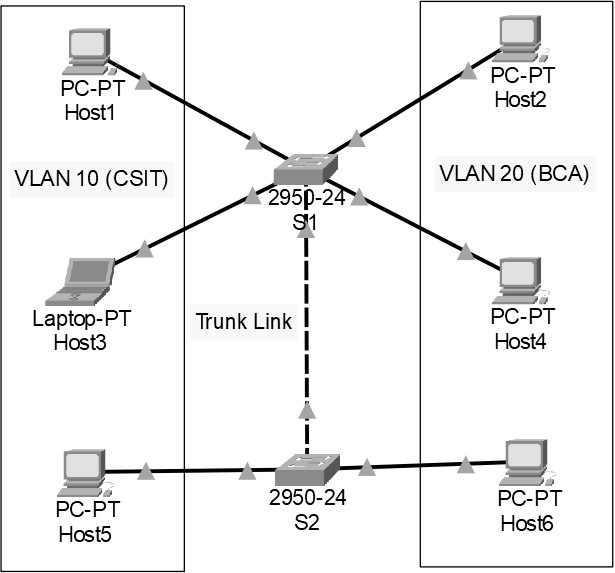 PC-PT
Host1
PC-PT
Host2
VLAN 10 (CSIT)
2950-24
S1
VLAN 20 (BCA)
Laptop-PT
Host3
Trunk Link
PC-PT
Host4
PC-PT
Host5
2950-24
S2
PC-PT
Host6